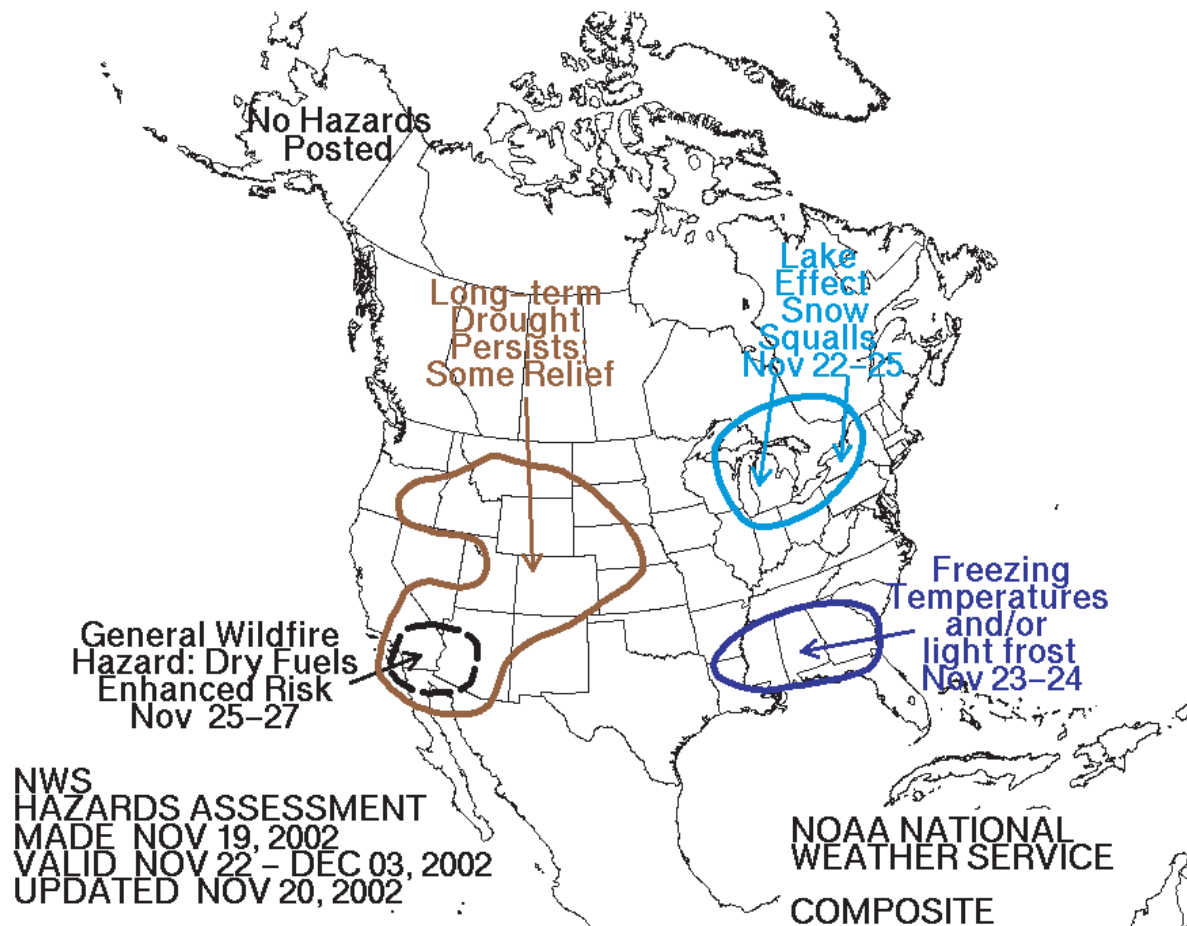 No Hazards
Posted
Lake
Effect
Snow
Squalls
Nov 22-25
Long-term
Drought
Persists,
Some Relief
Freezing
Temperatures
and/or
light frost
Nov 23-24
General Wildfire
Hazard: Dry Fuels
Enhanced Risk
Nov 25-27
NWS
HAZARDS ASSESSMENT
MADE NOV 19, 2002
VALID NOV 22 - DEC 03, 2002
UPDATED NOV 20, 2002
NOAA NATIONAL
WEATHER SERVICE
COMPOSITE